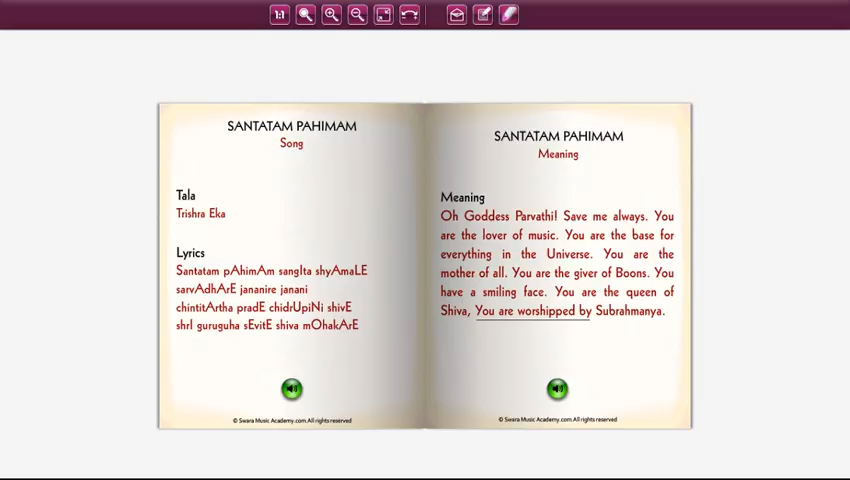 1:1
SANTATAM PAHIMAM
Song
Tala
Trishra Eka
Lyrics
Santatam pAhimAm sangIta shyAmaLE
sarvAdhArE jananire janani
chintitArtha pradE chidrUpiNi shivE
shrI guruguha sEvitE shiva mOhakArE
© Swara Music Academy.com.All rights reserved
SANTATAM PAHIMAM
Meaning
Meaning
Oh Goddess Parvathi! Save me always. You
are the lover of music. You are the base for
everything in the Universe. You are the
mother of all. You are the giver of Boons. You
have a smiling face. You are the queen of
Shiva, You are worshipped by Subrahmanya.
© Swara Music Academy.com.All rights reserved